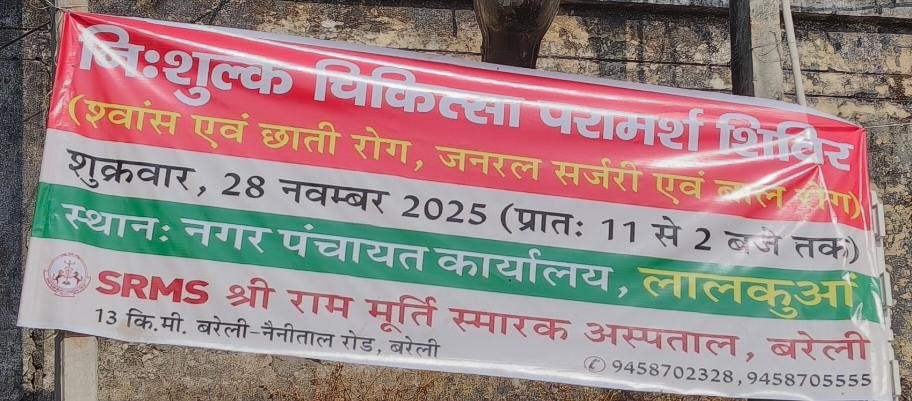 नि:शुल्क चिकित्सा परामर्श शिविर
(श्वांस एवं छाती रोग, जनरल सर्जरी एवं बाल रोग)
शुक्रवार, 28 नवम्बर 2025 (प्रात: 11 से 2 बजे तक)
स्थान: नगर पंचायत कार्यालय, लालकुआं
SRMS श्री राम मूर्ति स्मारक अस्पताल, बरेली
13 कि.मी. बरेली-नैनीताल रोड, बरेली
9458702328, 9458705555